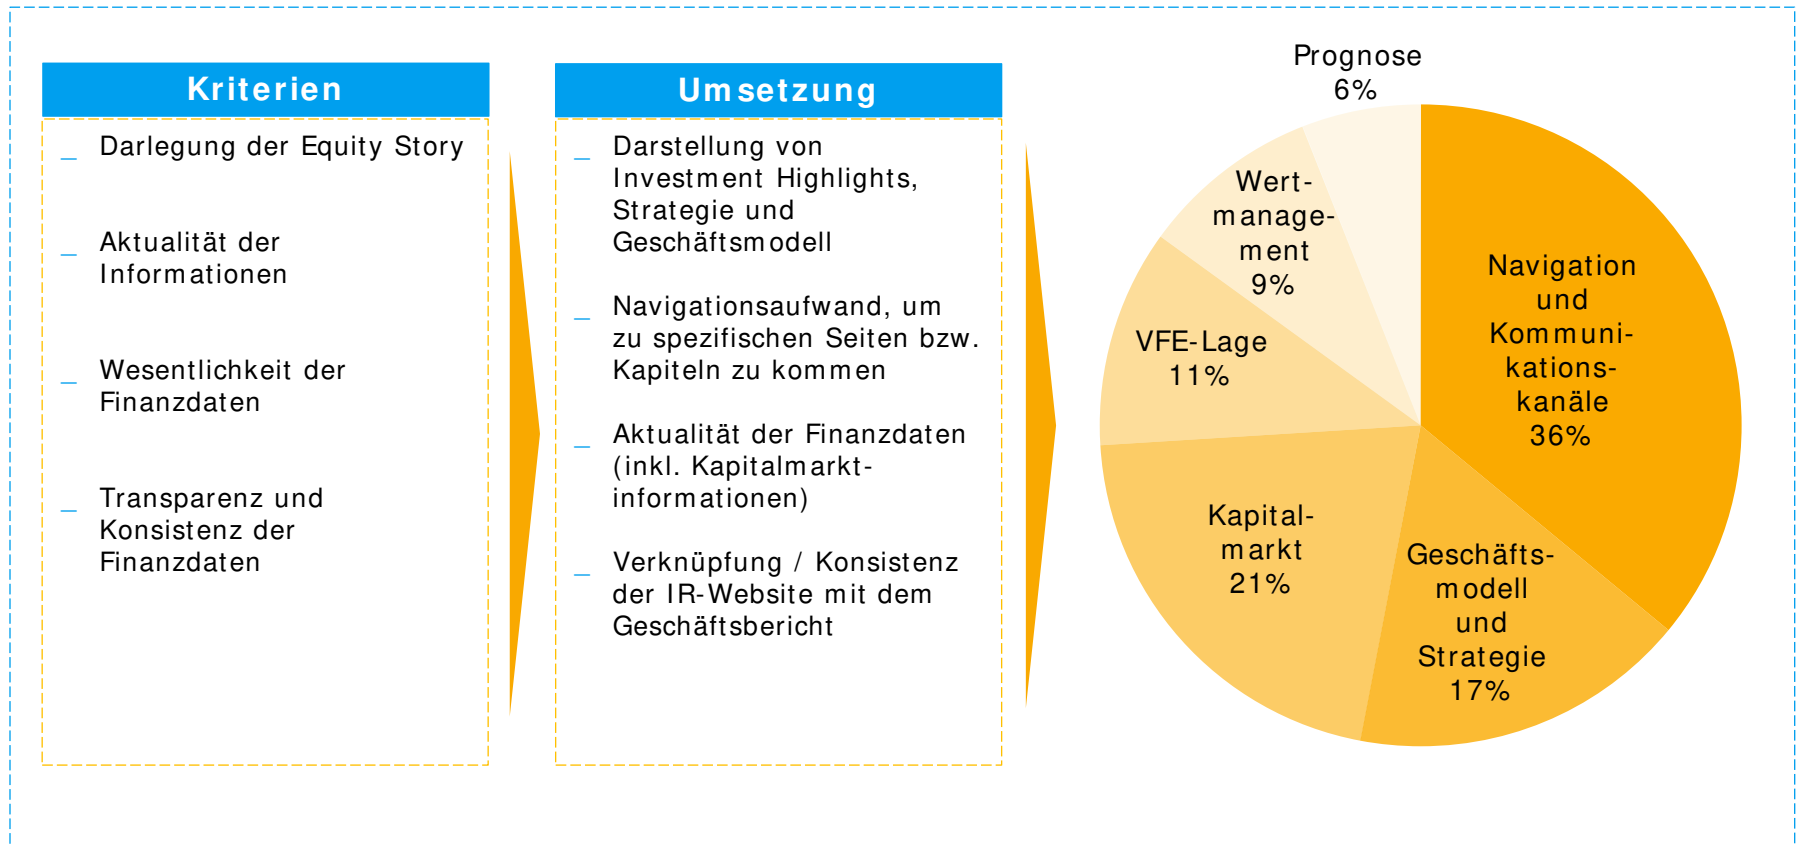 Kriterien
_ Darlegung der Equity Story
_ Aktualität der
Informationen
_ Wesentlichkeit der
Finanzdaten
_ Transparenz und
Konsistenz der
Finanzdaten
Umsetzung
_ Darstellung von
Investment Highlights,
Strategie und
Geschäftsmodell
_ Navigationsaufwand, um
zu spezifischen Seiten bzw.
Kapiteln zu kommen
_ Aktualität der Finanzdaten
(inkl. Kapitalmarkt-
informationen)
_ Verknüpfung / Konsistenz
der IR-Website mit dem
Geschäftsbericht
Prognose
6%
Wert-
manage-
ment
9%
VFE-Lage
11%
Kapital-
markt
21%
Geschäfts-
modell
und
Strategie
17%
Navigation
und
Kommuni-
kations-
kanäle
36%